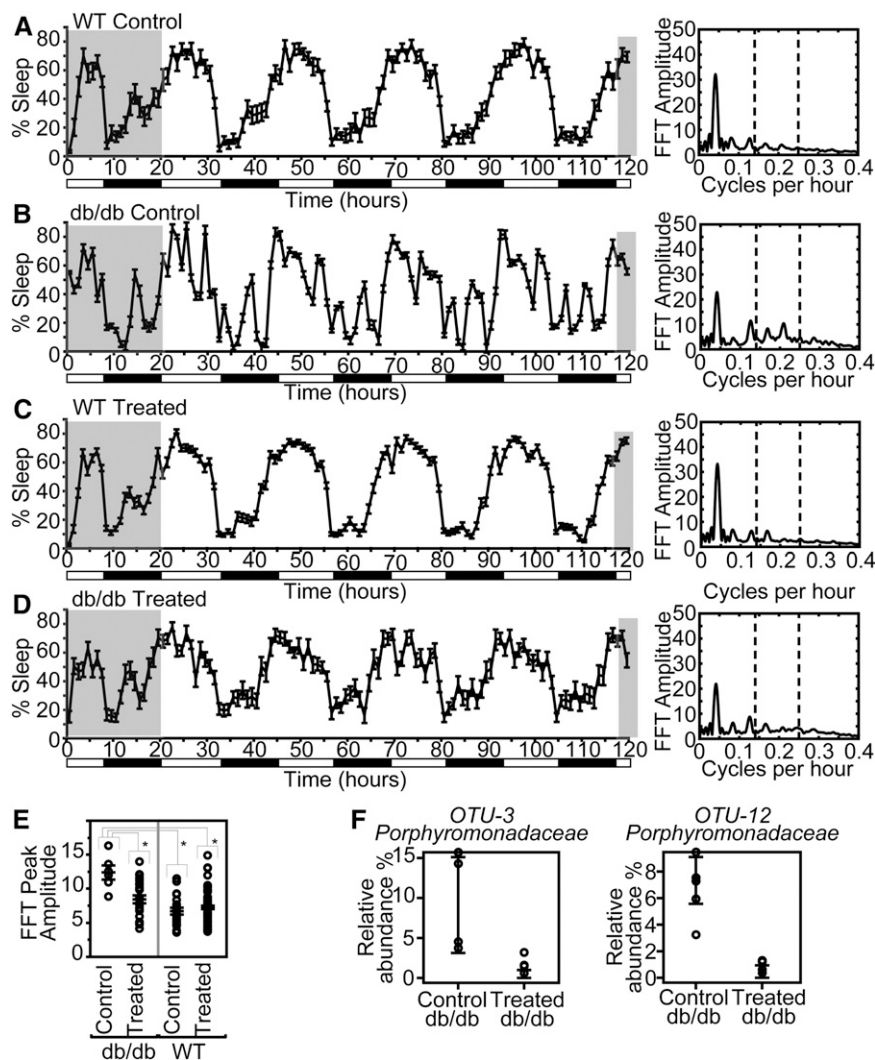 A WT Control
80
60
40
20
0
% Sleep
0 10 20 30 40 50 60 70 80 90 100 110 120
Time (hours)
50
40
30
20
10
0
FFT Amplitude
0 0.1 0.2 0.3 0.4
Cycles per hour
B db/db Control
80
60
40
20
0
% Sleep
0 10 20 30 40 50 60 70 80 90 100 110 120
Time (hours)
50
40
30
20
10
0
FFT Amplitude
0 0.1 0.2 0.3 0.4
Cycles per hour
C WT Treated
80
60
40
20
0
% Sleep
0 10 20 30 40 50 60 70 80 90 100 110 120
Time (hours)
50
40
30
20
10
0
FFT Amplitude
0 0.1 0.2 0.3 0.4
Cycles per hour
D db/db Treated
80
60
40
20
0
% Sleep
0 10 20 30 40 50 60 70 80 90 100 110 120
Time (hours)
50
40
30
20
10
0
FFT Amplitude
0 0.1 0.2 0.3 0.4
Cycles per hour
E
15
10
5
0
FFT Peak
Amplitude
* * *
Control Treated Control Treated
db/db WT
F
OTU-3
Porphyromonadaceae
15
10
5
0
Relative
abundance %
Control Treated
db/db db/db
OTU-12
Porphyromonadaceae
8
6
4
2
0
Relative
abundance %
Control Treated
db/db db/db